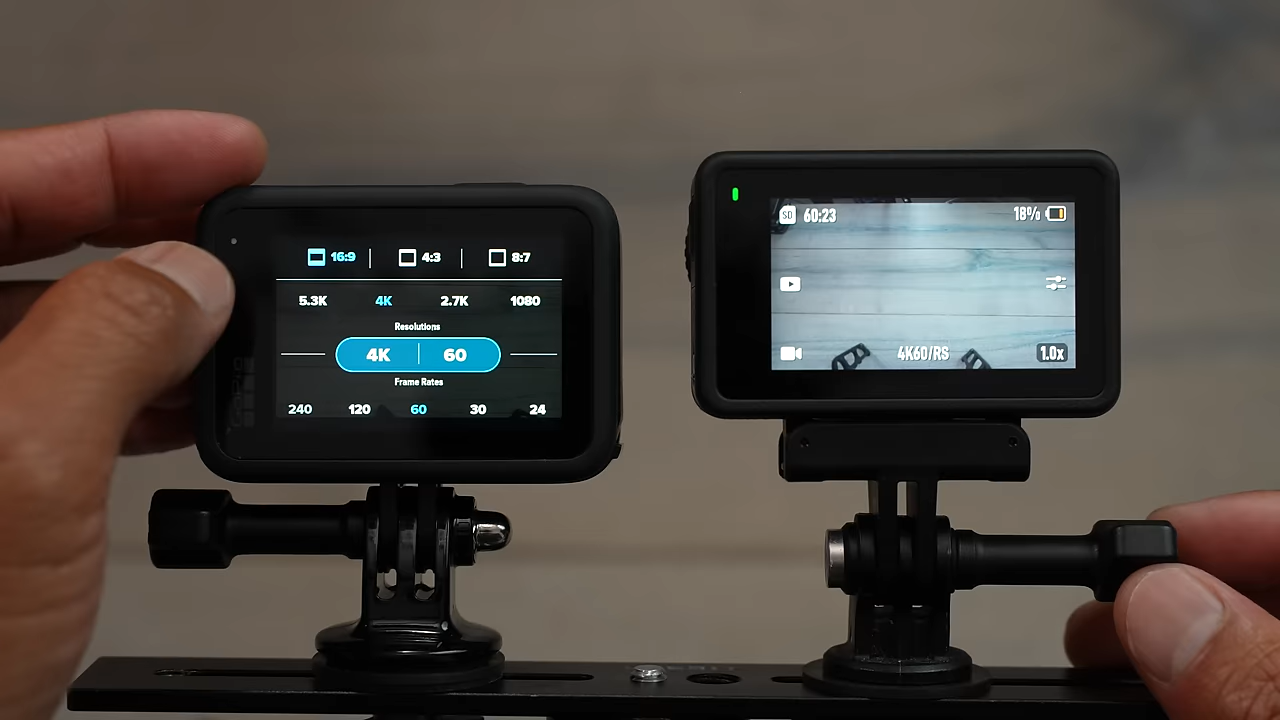 16:9 4:3 8:7
5.3K 4K 2.7K 1080
Resolutions
4K 60
Frame Rates
240 120 60 30 24
GoPro
SD 60:23 18%
4K60/RS 1.0x